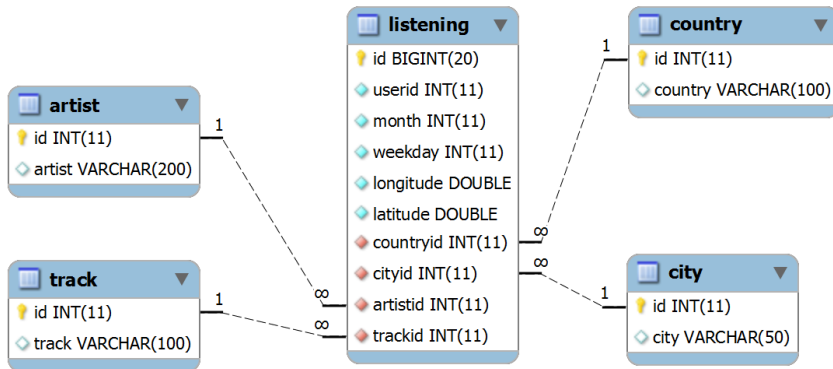 artist
id INT(11)
artist VARCHAR(200)
track
id INT(11)
track VARCHAR(100)
listening
id BIGINT(20)
userid INT(11)
month INT(11)
weekday INT(11)
longitude DOUBLE
latitude DOUBLE
countryid INT(11)
cityid INT(11)
artistid INT(11)
trackid INT(11)
country
id INT(11)
country VARCHAR(100)
city
id INT(11)
city VARCHAR(50)
1
∞
1
∞
1
∞
1
∞